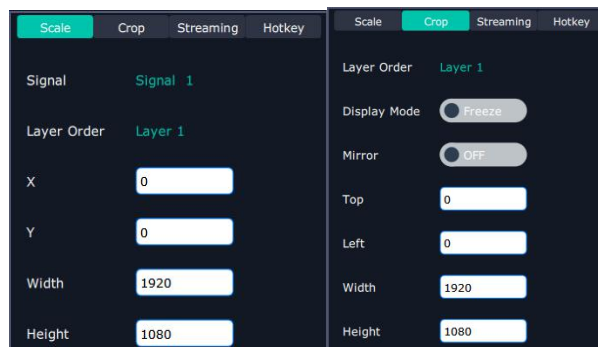 Scale Crop Streaming Hotkey
Signal Signal 1
Layer Order Layer 1
X 0
Y 0
Width 1920
Height 1080
Scale Crop Streaming Hotkey
Layer Order Layer 1
Display Mode Freeze
Mirror OFF
Top 0
Left 0
Width 1920
Height 1080